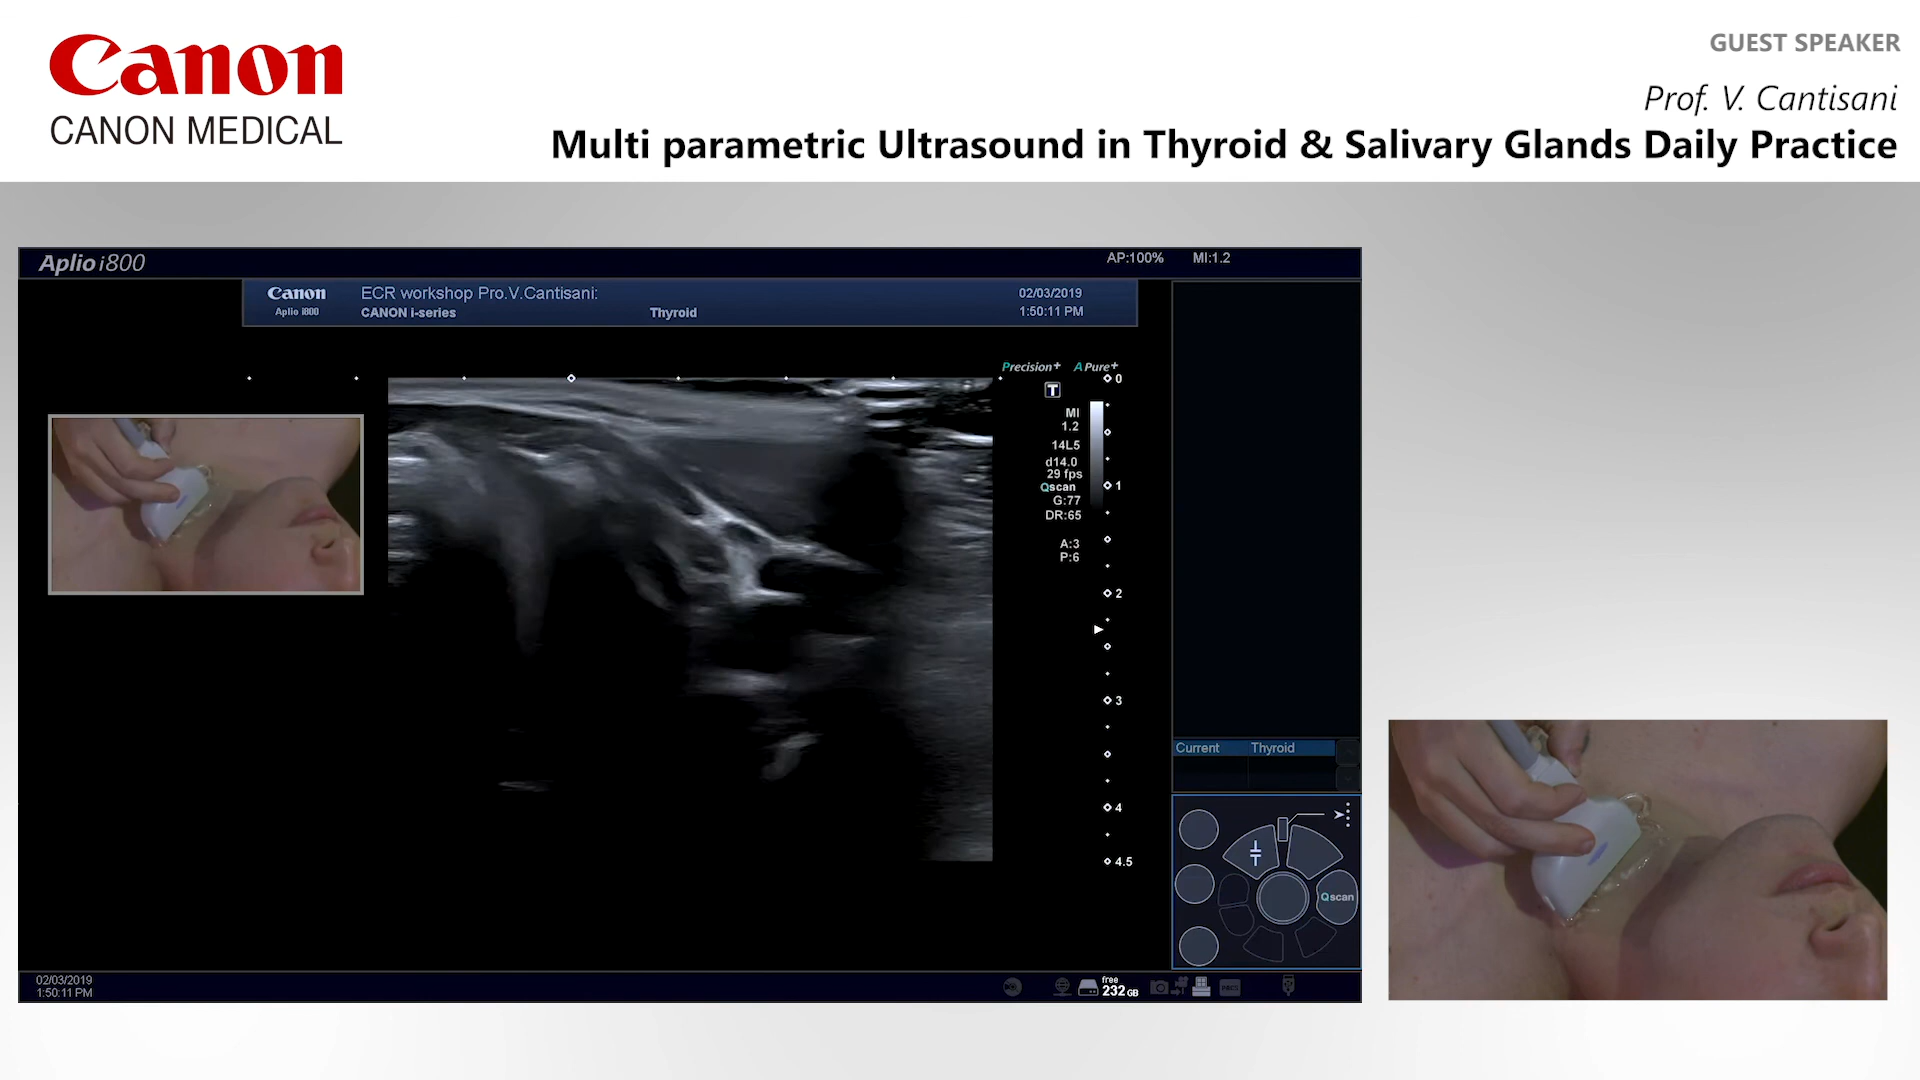 Canon
CANON MEDICAL
GUEST SPEAKER
Prof. V. Cantisani
Multi parametric Ultrasound in Thyroid & Salivary Glands Daily Practice
Aplio i800
AP:100% MI:1.2
Canon
Aplio i800
ECR workshop Pro.V.Cantisani:
CANON i-series
Thyroid
02/03/2019
1:50:11 PM
Precision+ APure+
T
MI
1.2
14L5
d14.0
29 fps
Qscan
G:77
DR:65
A:3
P:6
0
1
2
3
4
4.5
Current Thyroid
Qscan
02/03/2019
1:50:11 PM
free
232 GB